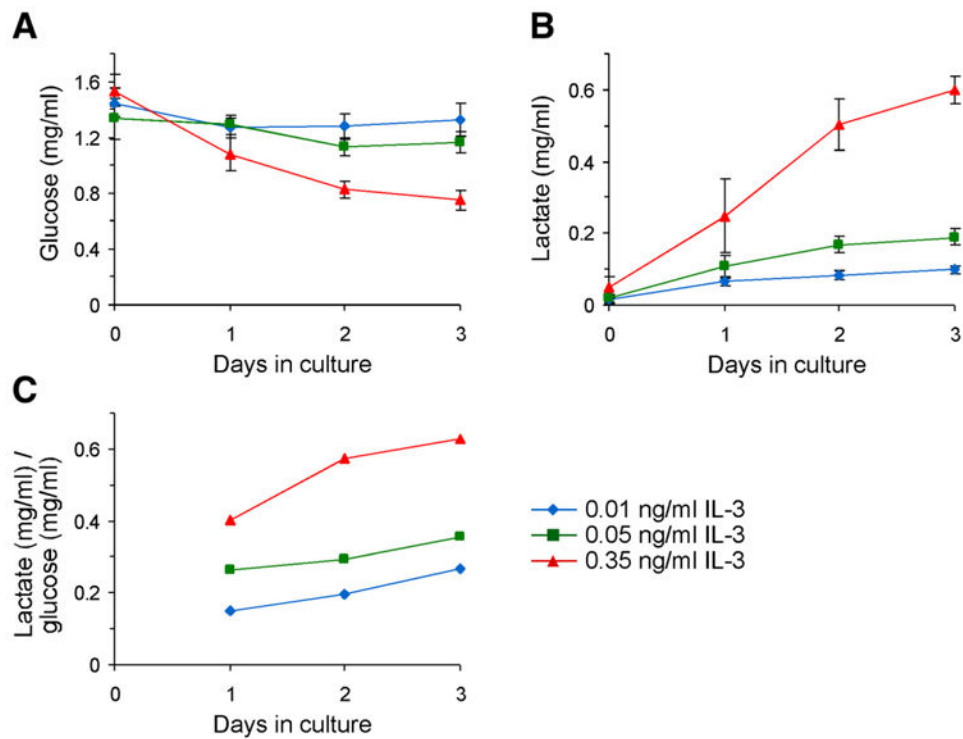 A
Glucose (mg/ml)
1.6
1.2
0.8
0.4
0
0 1 2 3
Days in culture
B
Lactate (mg/ml)
0.6
0.4
0.2
0
0 1 2 3
Days in culture
C
Lactate (mg/ml) /
glucose (mg/ml)
0.6
0.4
0.2
0
0 1 2 3
Days in culture
0.01 ng/ml IL-3
0.05 ng/ml IL-3
0.35 ng/ml IL-3